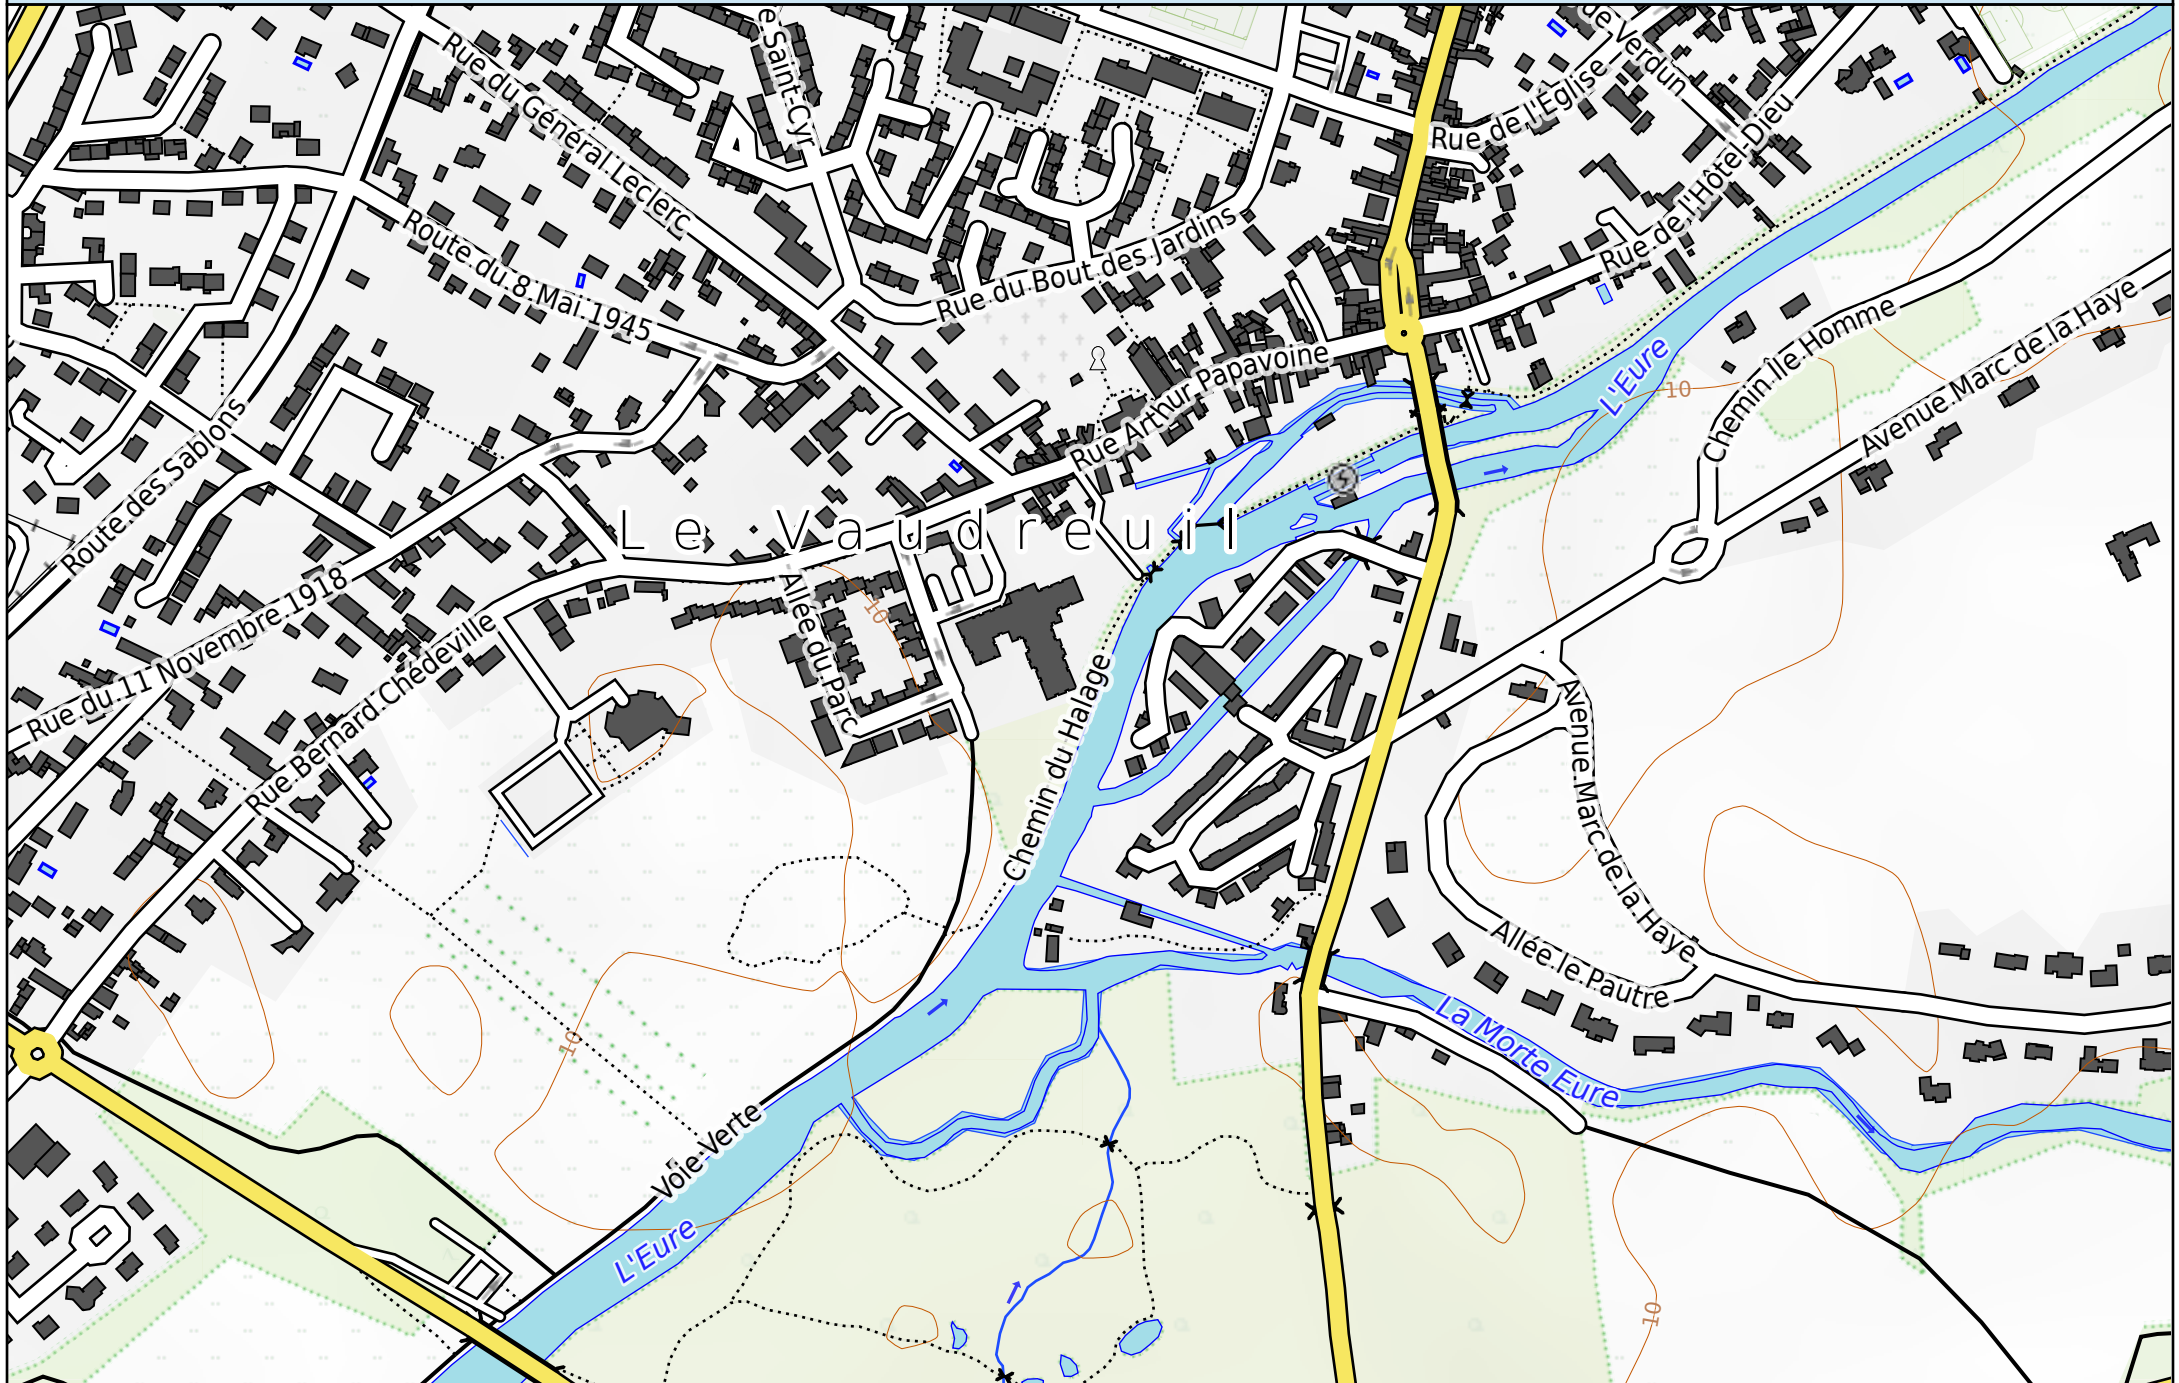 Rue du Général Leclerc
e Saint-Cyr
ue Verdun
Rue de l'Église
Rue de l'Hôtel-Dieu
Route du 8 Mai 1945
Rue du Bout des Jardins
Rue Arthur Papavoine
L'Eure
10
Chemin Île Homme
Avenue Marc de la Haye
Route des Sablons
Le Vaudreuil
Rue du 11 Novembre 1918
Rue Bernard Chédeville
Allée du Parc
10
Chemin du Halage
Avenue Marc de la Haye
Allée le Pautre
La Morte Eure
10
Voie Verte
L'Eure
10